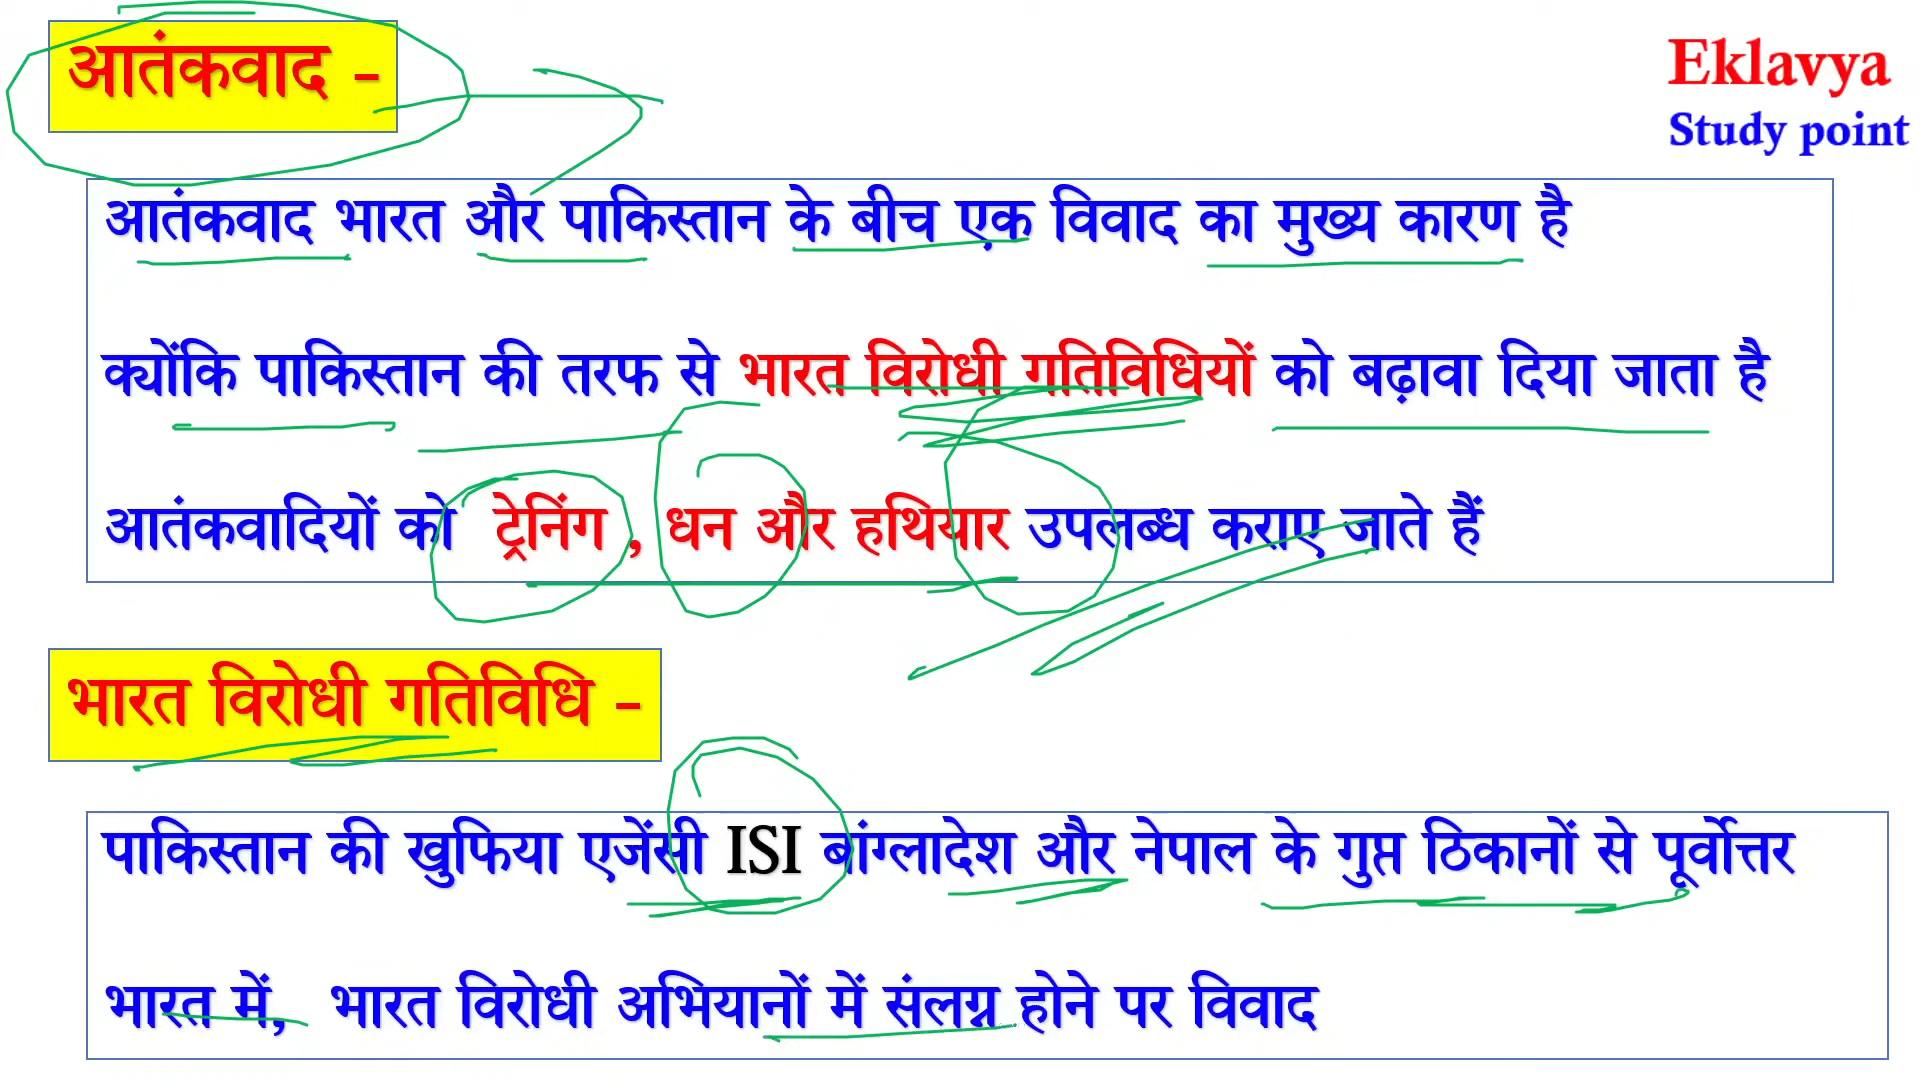 आतंकवाद -
Eklavya
Study point
आतंकवाद भारत और पाकिस्तान के बीच एक विवाद का मुख्य कारण है
क्योंकि पाकिस्तान की तरफ से भारत विरोधी गतिविधियों को बढ़ावा दिया जाता है
आतंकवादियों को ट्रेनिंग , धन और हथियार उपलब्ध कराए जाते हैं
भारत विरोधी गतिविधि -
पाकिस्तान की खुफिया एजेंसी ISI बांग्लादेश और नेपाल के गुप्त ठिकानों से पूर्वोत्तर
भारत में, भारत विरोधी अभियानों में संलग्न होने पर विवाद